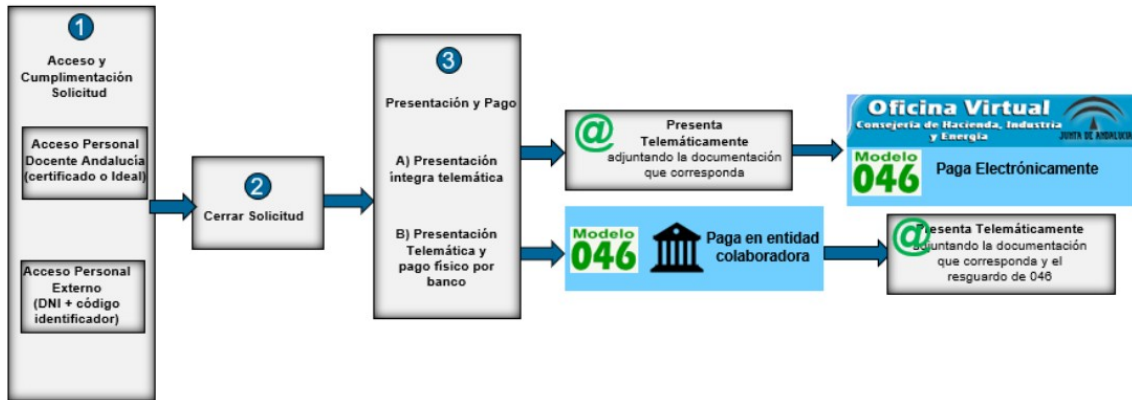 1
Acceso y
Cumplimentación
Solicitud
Acceso Personal
Docente Andalucía
(certificado o Ideal)
Acceso Personal
Externo
(DNI + código
identificador)
2
Cerrar Solicitud
3
Presentación y Pago
A) Presentación
íntegra telemática
B) Presentación
Telemática y
pago físico por
banco
@
Presenta
Telemáticamente
adjuntando la documentación
que corresponda
Oficina Virtual
Consejería de Hacienda, Industria
y Energía
JUNTA DE ANDALUCIA
Modelo
046
Paga Electrónicamente
Modelo
046
Paga en entidad
colaboradora
@
Presenta Telemáticamente
adjuntando la documentación
que corresponda y el
resguardo de 046